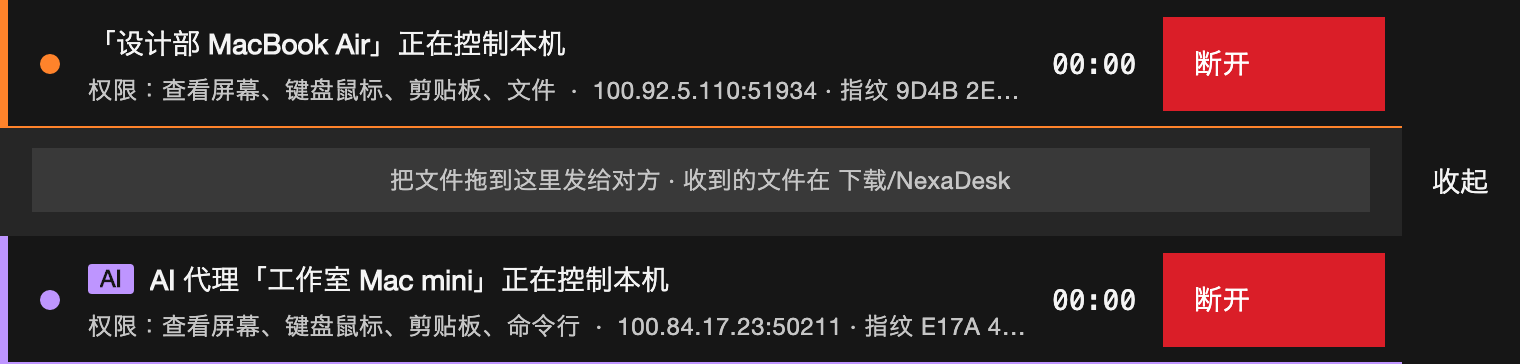 「设计部 MacBook Air」正在控制本机
权限：查看屏幕、键盘鼠标、剪贴板、文件 · 100.92.5.110:51934 · 指纹 9D4B 2E…
00:00
断开
把文件拖到这里发给对方 · 收到的文件在 下载/NexaDesk
收起
AI AI 代理「工作室 Mac mini」正在控制本机
权限：查看屏幕、键盘鼠标、剪贴板、命令行 · 100.84.17.23:50211 · 指纹 E17A 4…
00:00
断开